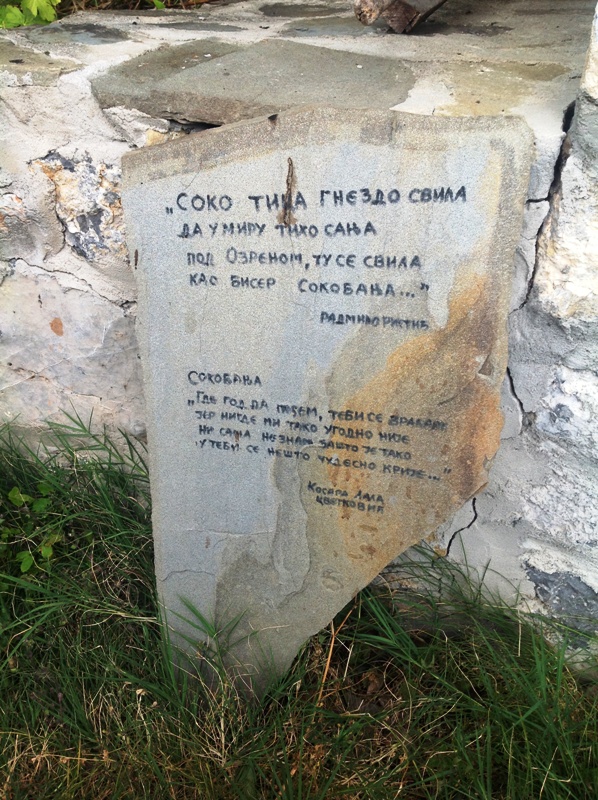 „СОКО ТИЦА ГНЕЗДО СВИЛА
ДА У МИРУ ТИХО САЊА
ПОД ОЗРЕНОМ, ТУ СЕ СВИЛА
КАО БИСЕР СОКОБАЊА..."
РАДМИЛО РИСТИЋ
СОКОБАЊА
„ГДЕ ГОД ДА ПОЂЕМ, ТЕБИ СЕ ВРАЋАМ
ЈЕР НИГДЕ МИ ТАКО УГОДНО НИЈЕ
НИ САМА НЕ ЗНАМ ЗАШТО ЈЕ ТАКО
У ТЕБИ СЕ НЕШТО ЧУДЕСНО КРИЈЕ..."
КОСАРА ЛАЛА
ЦВЕТКОВИЋ